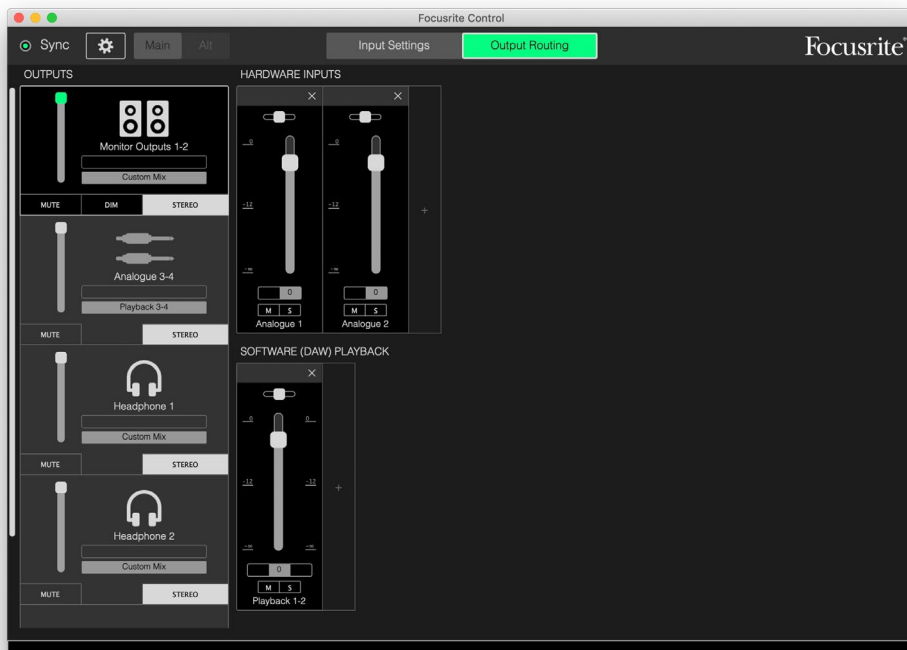 Focusrite Control
Sync
Main
Alt
Input Settings
Output Routing
Focusrite®
OUTPUTS
HARDWARE INPUTS
Monitor Outputs 1-2
Custom Mix
MUTE
DIM
STEREO
Analogue 3-4
Playback 3-4
MUTE
STEREO
Headphone 1
Custom Mix
MUTE
STEREO
Headphone 2
Custom Mix
MUTE
STEREO
0
-12
-∞
0
M S
Analogue 1
0
-12
-∞
0
M S
Analogue 2
+
SOFTWARE (DAW) PLAYBACK
0 0
-12 -12
-∞ -∞
0
M S
Playback 1-2
+